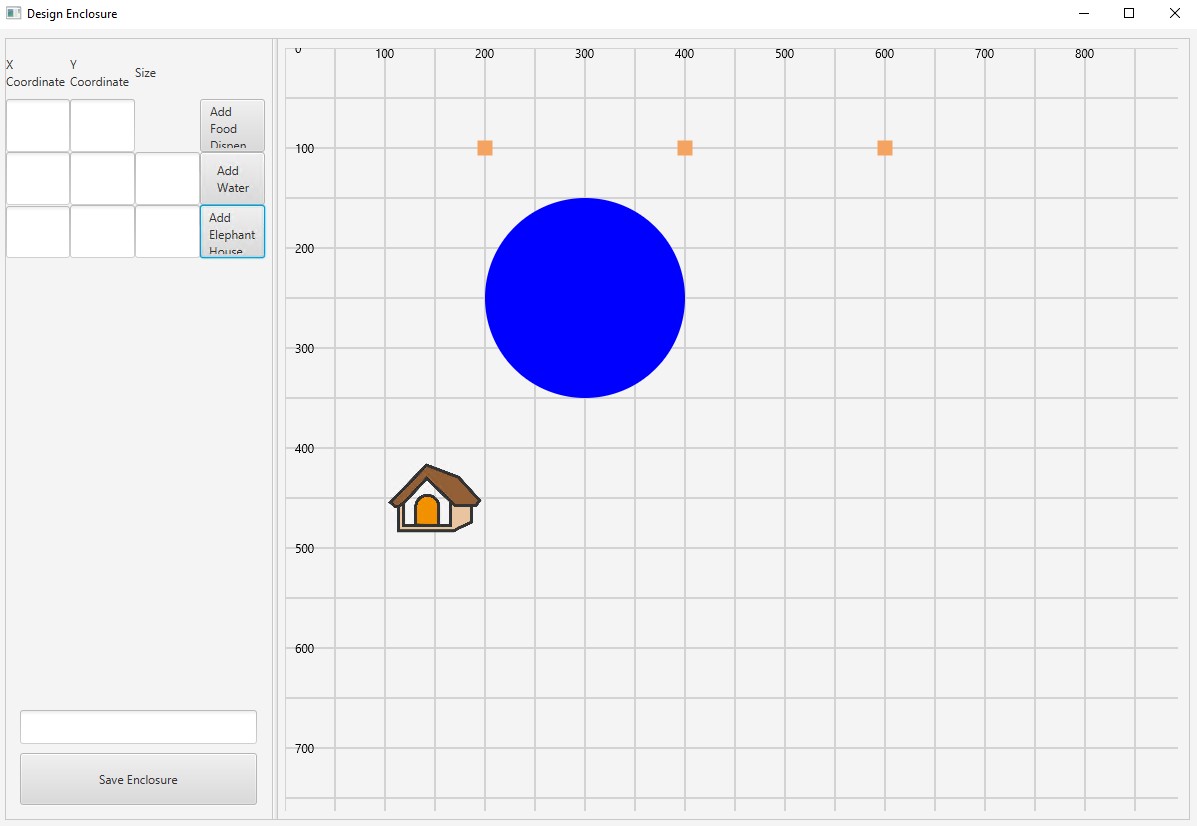 Design Enclosure
X
Coordinate
Y
Coordinate
Size
Add
Food
Dispen
Add
Water
Add
Elephant
House
Save Enclosure
0 100 200 300 400 500 600 700 800
100
200
300
400
500
600
700